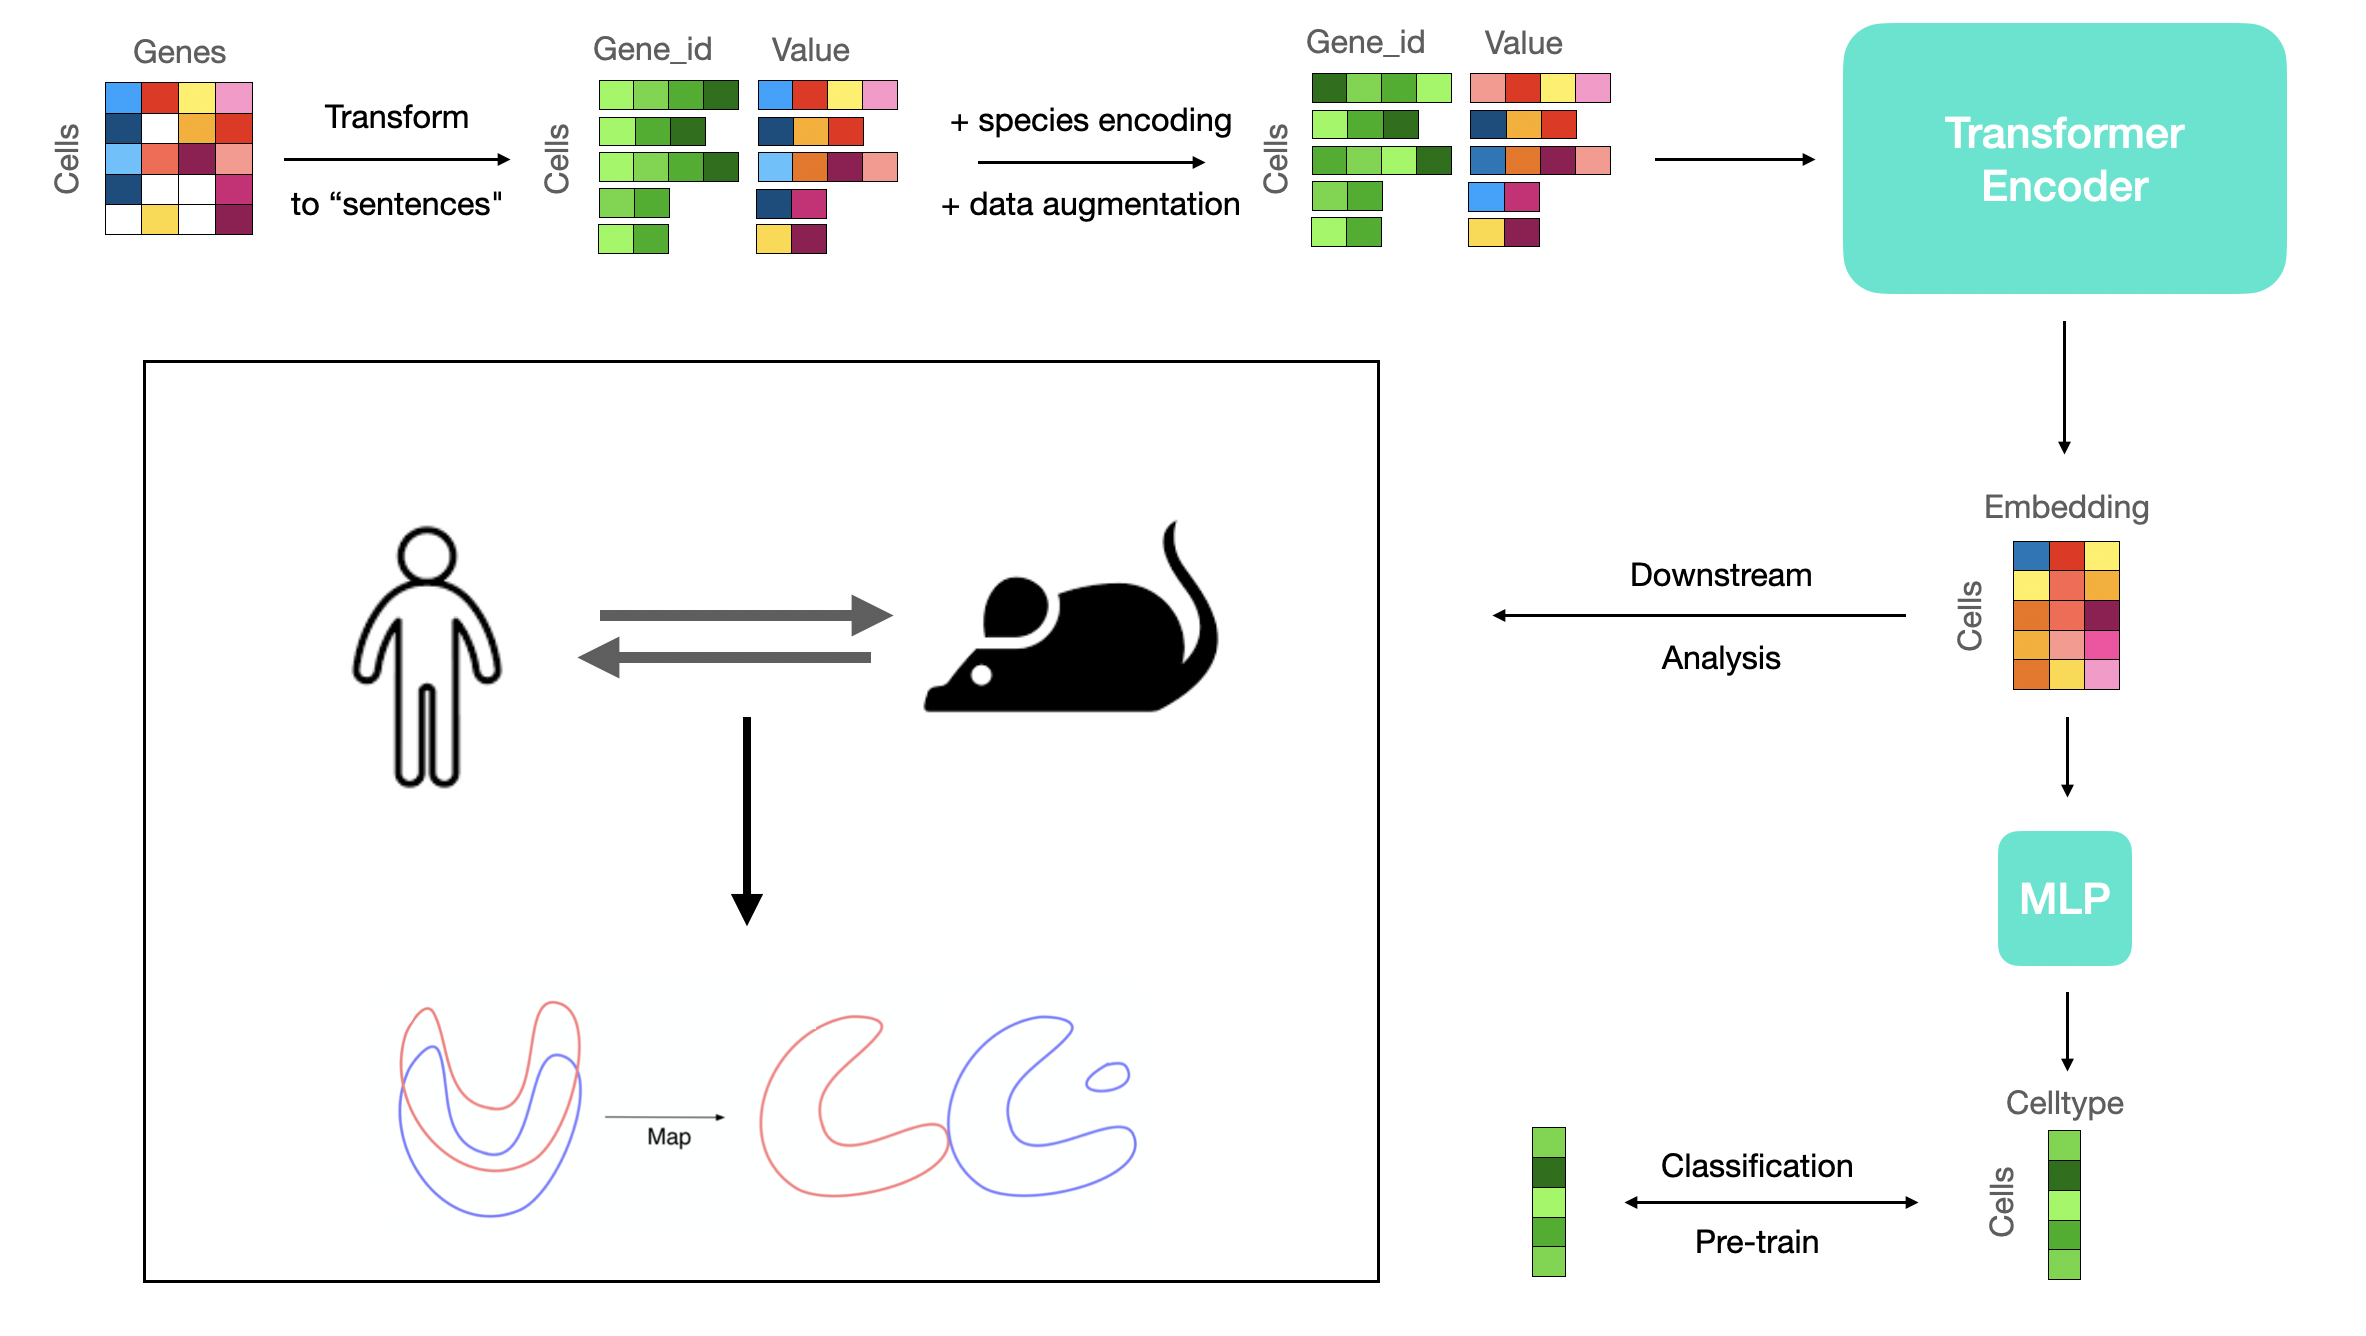 Genes
Cells
Transform
to “sentences"
Gene_id
Value
Cells
+ species encoding
+ data augmentation
Gene_id
Value
Cells
Transformer
Encoder
Embedding
Cells
Downstream
Analysis
MLP
Map
Celltype
Cells
Classification
Pre-train